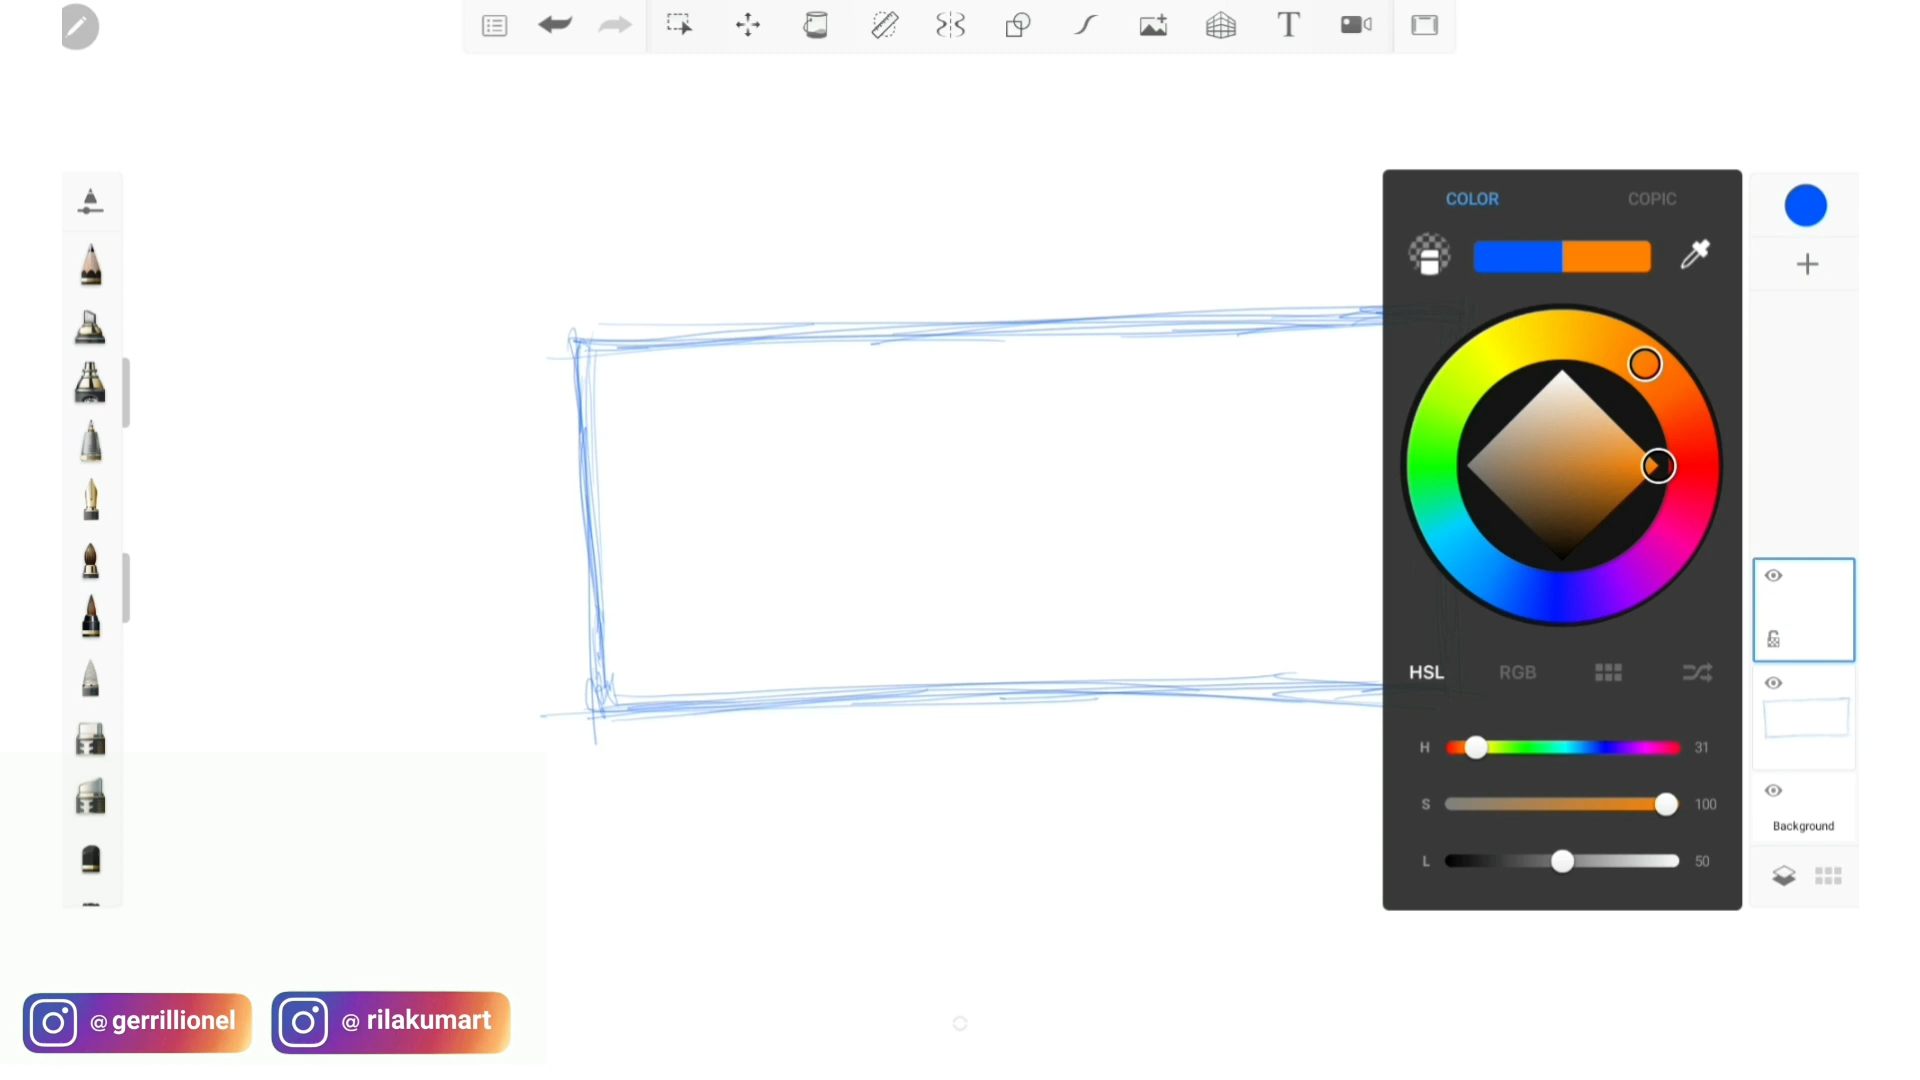 T
COLOR COPIC
HSL RGB
H 31
S 100
L 50
Background
@ gerrillionel @ rilakumart